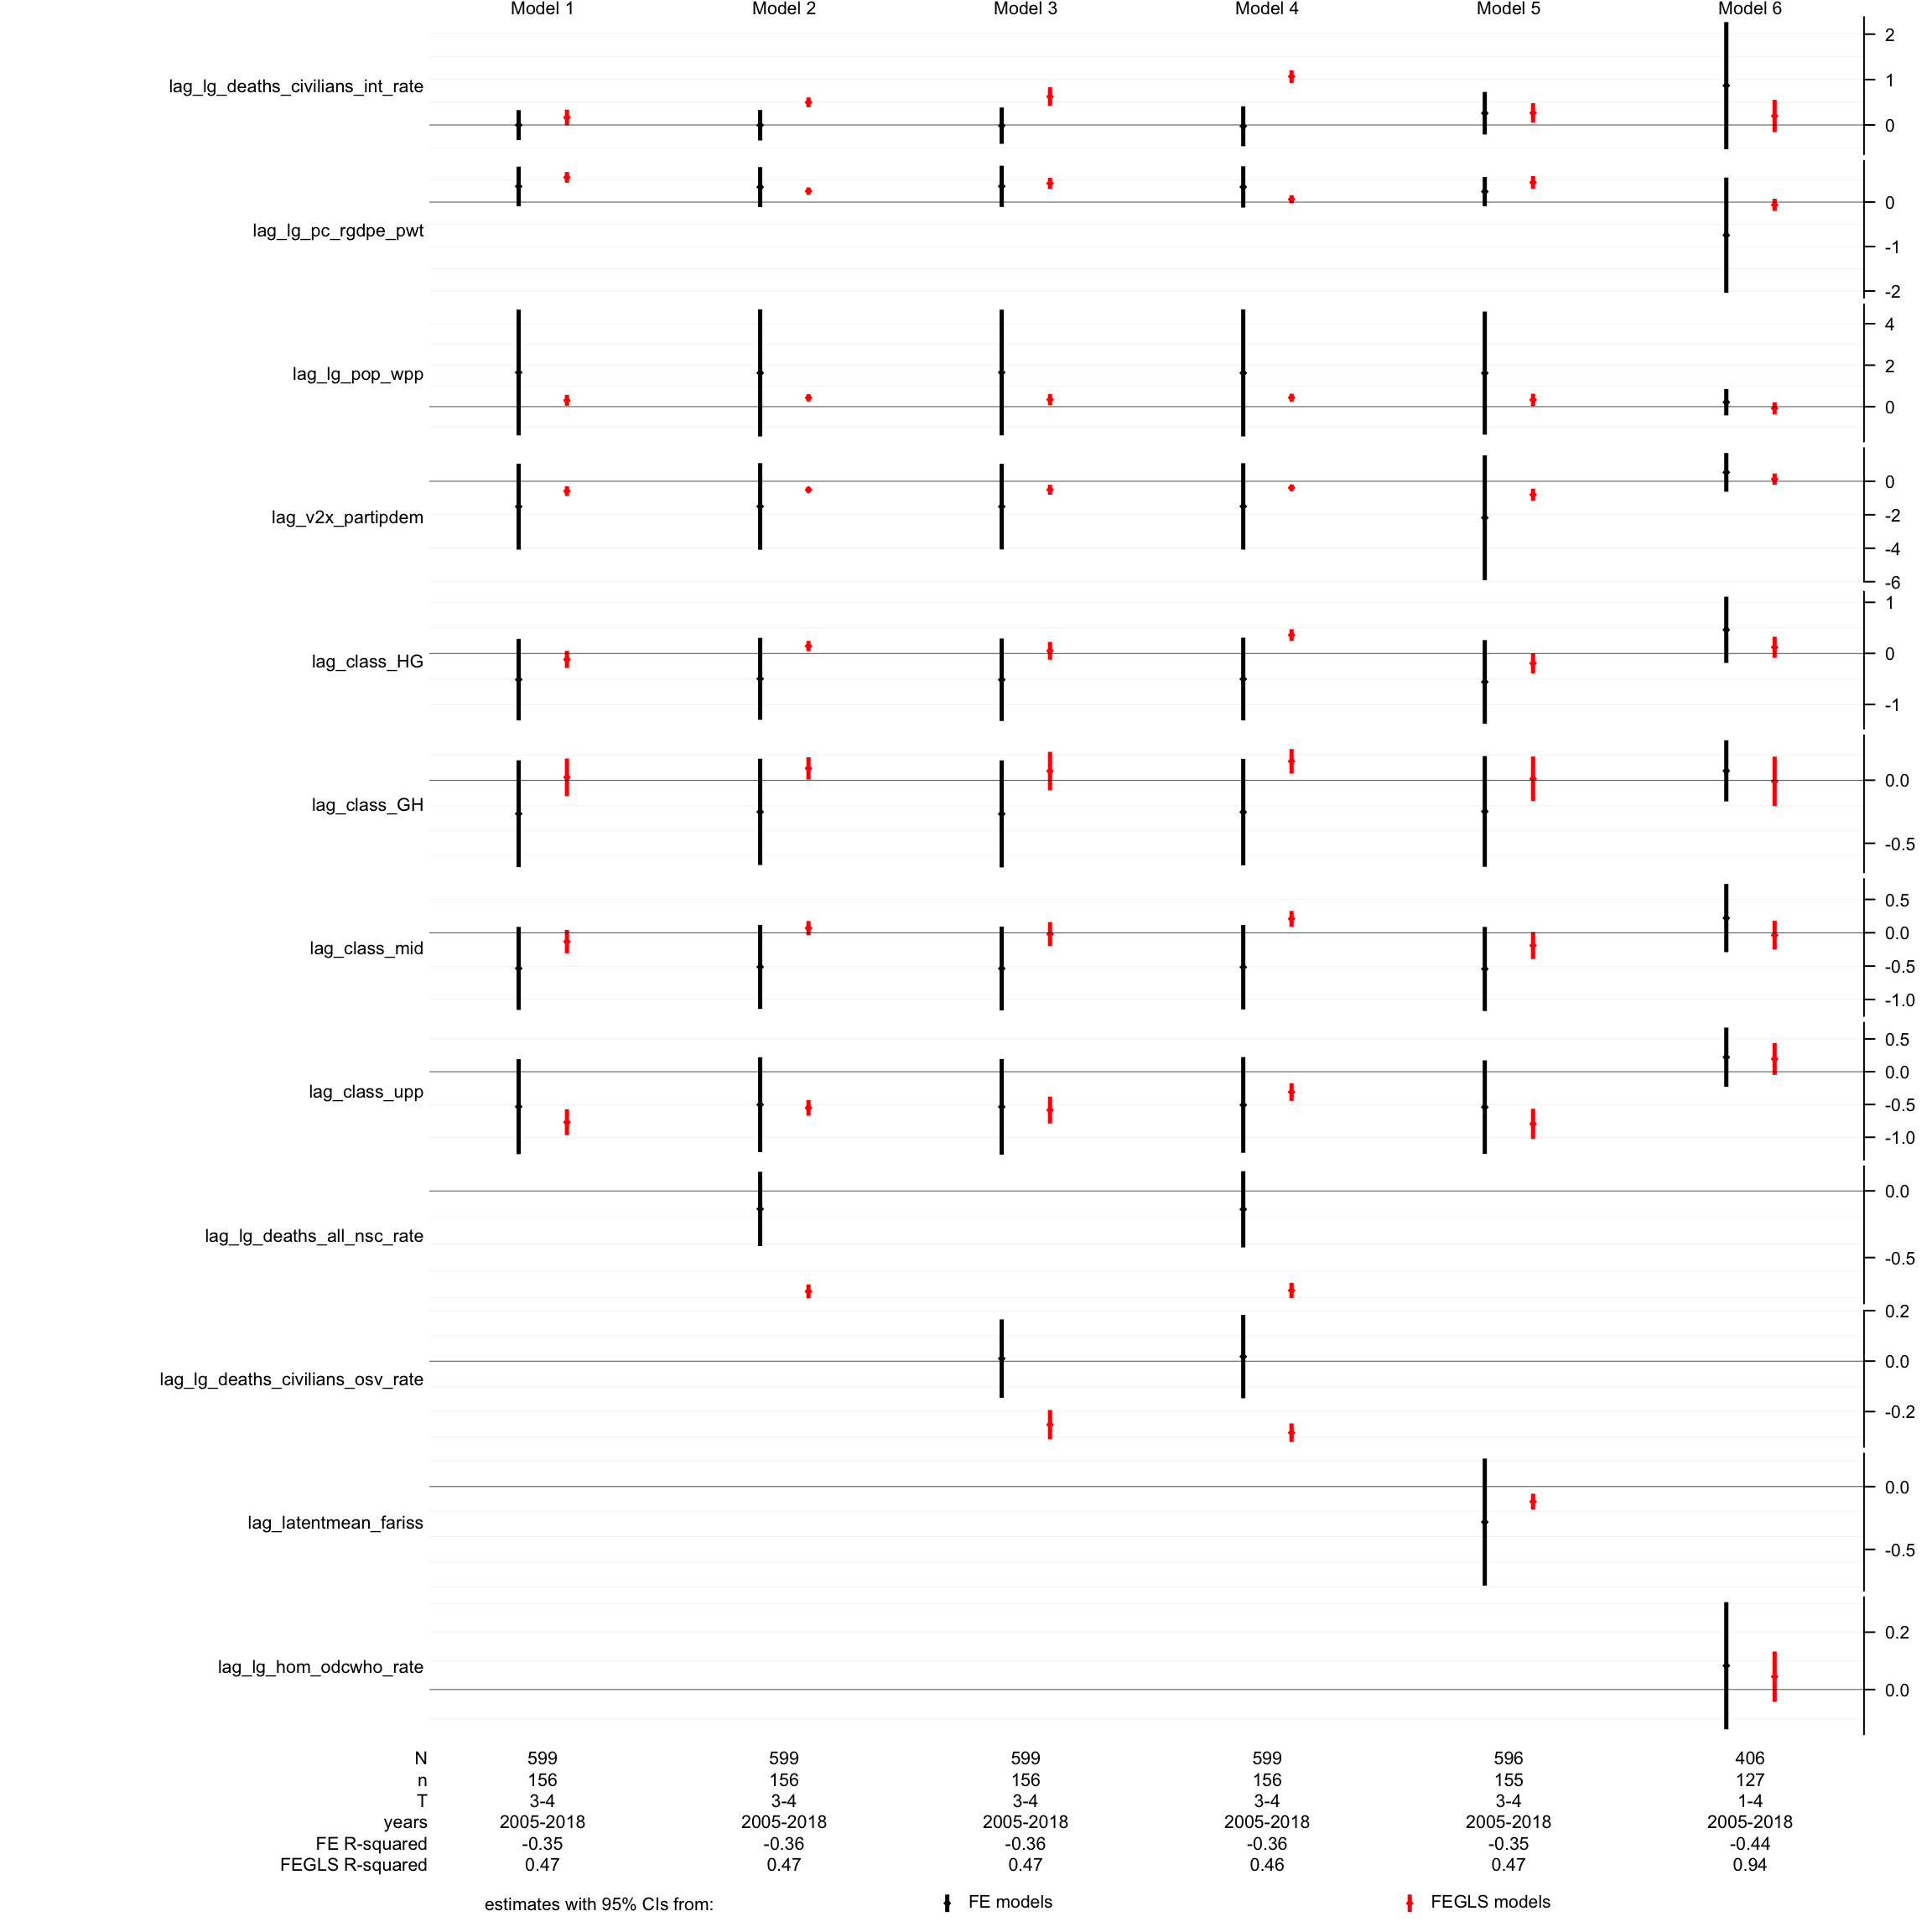 Model 1 Model 2 Model 3 Model 4 Model 5 Model 6
lag_lg_deaths_civilians_int_rate
2
1
0
lag_lg_pc_rgdpe_pwt
0
-1
-2
lag_lg_pop_wpp
4
2
0
lag_v2x_partipdem
0
-2
-4
-6
lag_class_HG
1
0
-1
lag_class_GH
0.0
-0.5
lag_class_mid
0.5
0.0
-0.5
-1.0
lag_class_upp
0.5
0.0
-0.5
-1.0
lag_lg_deaths_all_nsc_rate
0.0
-0.5
lag_lg_deaths_civilians_osv_rate
0.2
0.0
-0.2
lag_latentmean_fariss
0.0
-0.5
lag_lg_hom_odcwho_rate
0.2
0.0
N 599 599 599 599 596 406
n 156 156 156 156 155 127
T 3-4 3-4 3-4 3-4 3-4 1-4
years 2005-2018 2005-2018 2005-2018 2005-2018 2005-2018 2005-2018
FE R-squared -0.35 -0.36 -0.36 -0.36 -0.35 -0.44
FEGLS R-squared 0.47 0.47 0.47 0.46 0.47 0.94
estimates with 95% CIs from: FE models FEGLS models